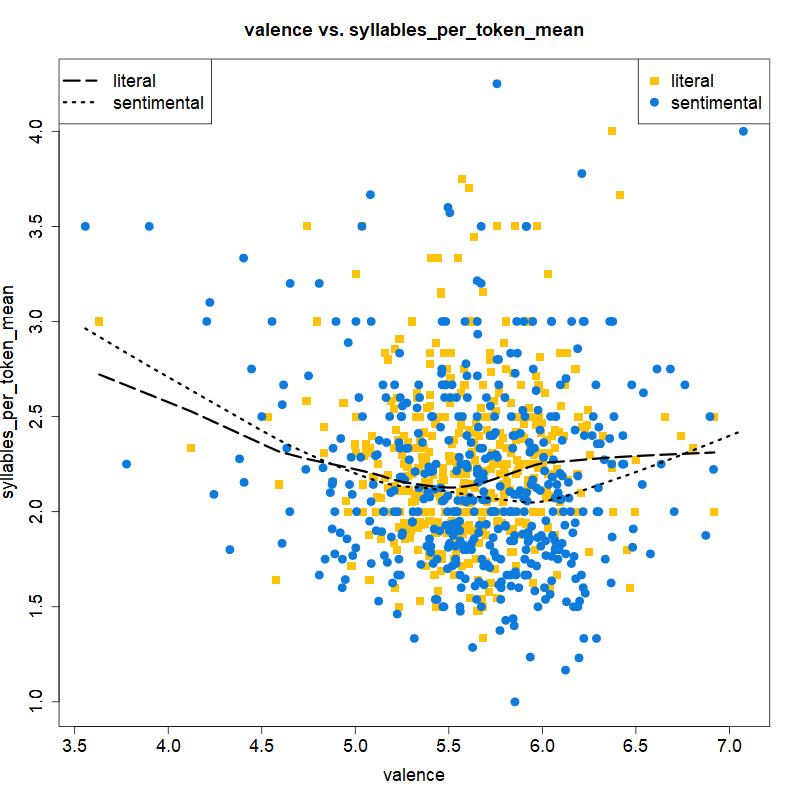 valence vs. syllables_per_token_mean
literal
sentimental
literal
sentimental
syllables_per_token_mean
4.0
3.5
3.0
2.5
2.0
1.5
1.0
3.5 4.0 4.5 5.0 5.5 6.0 6.5 7.0
valence